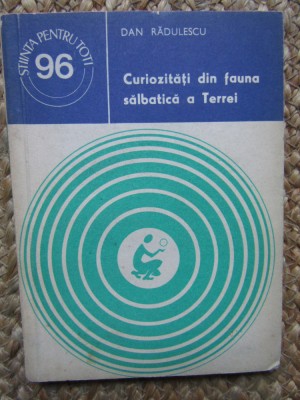 ȘTIINȚA PENTRU TOȚI
96
DAN RĂDULESCU
Curiozități din fauna
sălbatică a Terrei